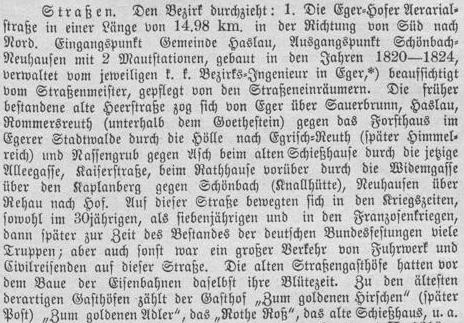 Straßen. Den Bezirk durchzieht: 1. Die Eger-Hofer Aerarial-
straße in einer Länge von 14.98 km. in der Richtung von Süd nach
Nord. Eingangspunkt Gemeinde Haslau, Ausgangspunkt Schönbach-
Neuhausen mit 2 Mautstationen, gebaut in den Jahren 1820—1824,
verwaltet vom jeweiligen k. k. Bezirks-Ingenieur in Eger,*) beaufsichtigt
vom Straßenmeister, gepflegt von den Straßeneinräumern. Die früher
bestandene alte Heerstraße zog sich von Eger über Sauerbrunn, Haslau,
Rommersreuth (unterhalb dem Goethestein) gegen das Forsthaus im
Egerer Stadtwalde durch die Hölle nach Egrisch-Reuth (später Himmel-
reich) und Nassengrub gegen Asch beim alten Schießhause durch die jetzige
Alleegasse, Kaiserstraße, beim Rathhause vorüber durch die Widemgasse
über den Kaplanberg gegen Schönbach (Knallhütte), Neuhausen über
Rehau nach Hof. Auf dieser Straße bewegten sich in den Kriegszeiten,
sowohl im 30jährigen, als siebenjährigen und in den Franzosenkriegen,
dann später zur Zeit des Bestandes der deutschen Bundesfestungen viele
Truppen; aber auch sonst war ein großer Verkehr von Fuhrwerk und
Civilreisenden auf dieser Straße. Die alten Straßengasthöfe hatten vor
dem Baue der Eisenbahnen daselbst ihre Blütezeit. Zu den ältesten
derartigen Gasthöfen zählt der Gasthof „Zum goldenen Hirschen“ (später
Post) „Zum goldenen Adler“, das „Rothe Roß“, das alte Schießhaus, u. a.